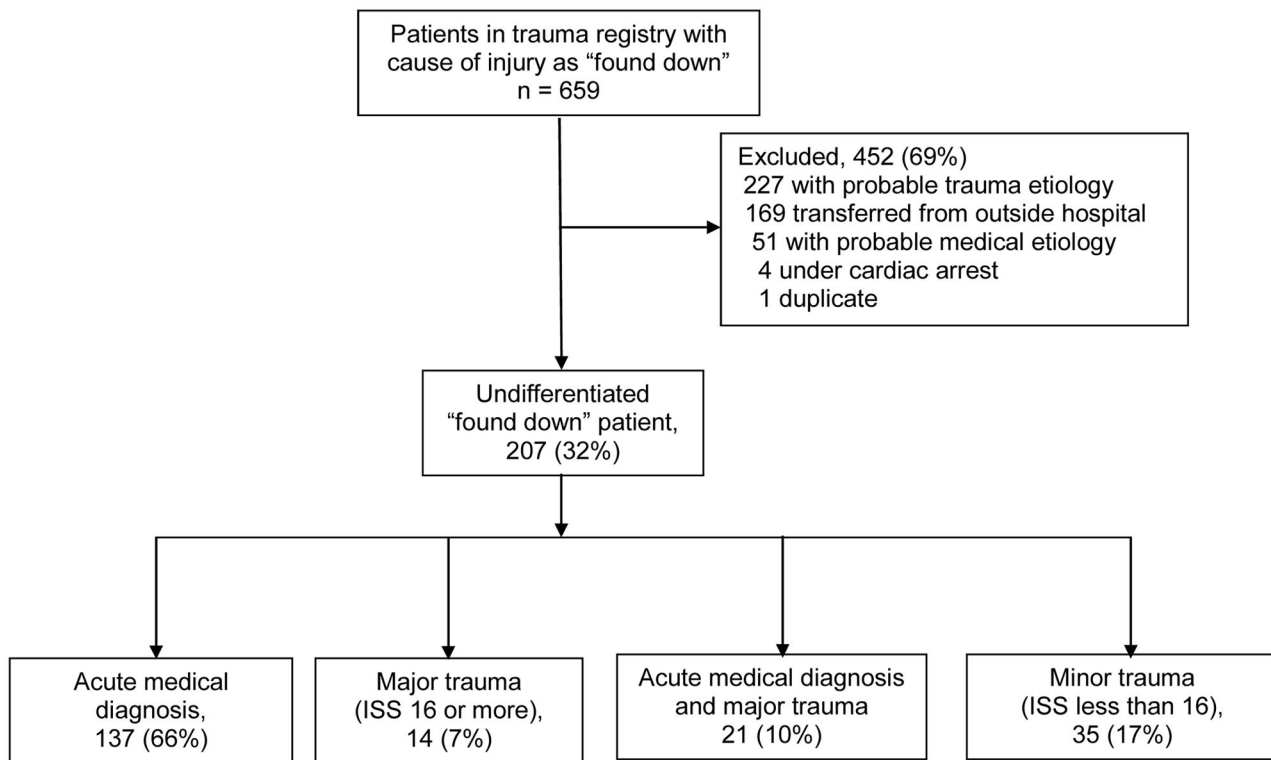 Patients in trauma registry with
cause of injury as “found down”
n = 659
Excluded, 452 (69%)
227 with probable trauma etiology
169 transferred from outside hospital
51 with probable medical etiology
4 under cardiac arrest
1 duplicate
Undifferentiated
“found down” patient,
207 (32%)
Acute medical
diagnosis,
137 (66%)
Major trauma
(ISS 16 or more),
14 (7%)
Acute medical diagnosis
and major trauma
21 (10%)
Minor trauma
(ISS less than 16),
35 (17%)